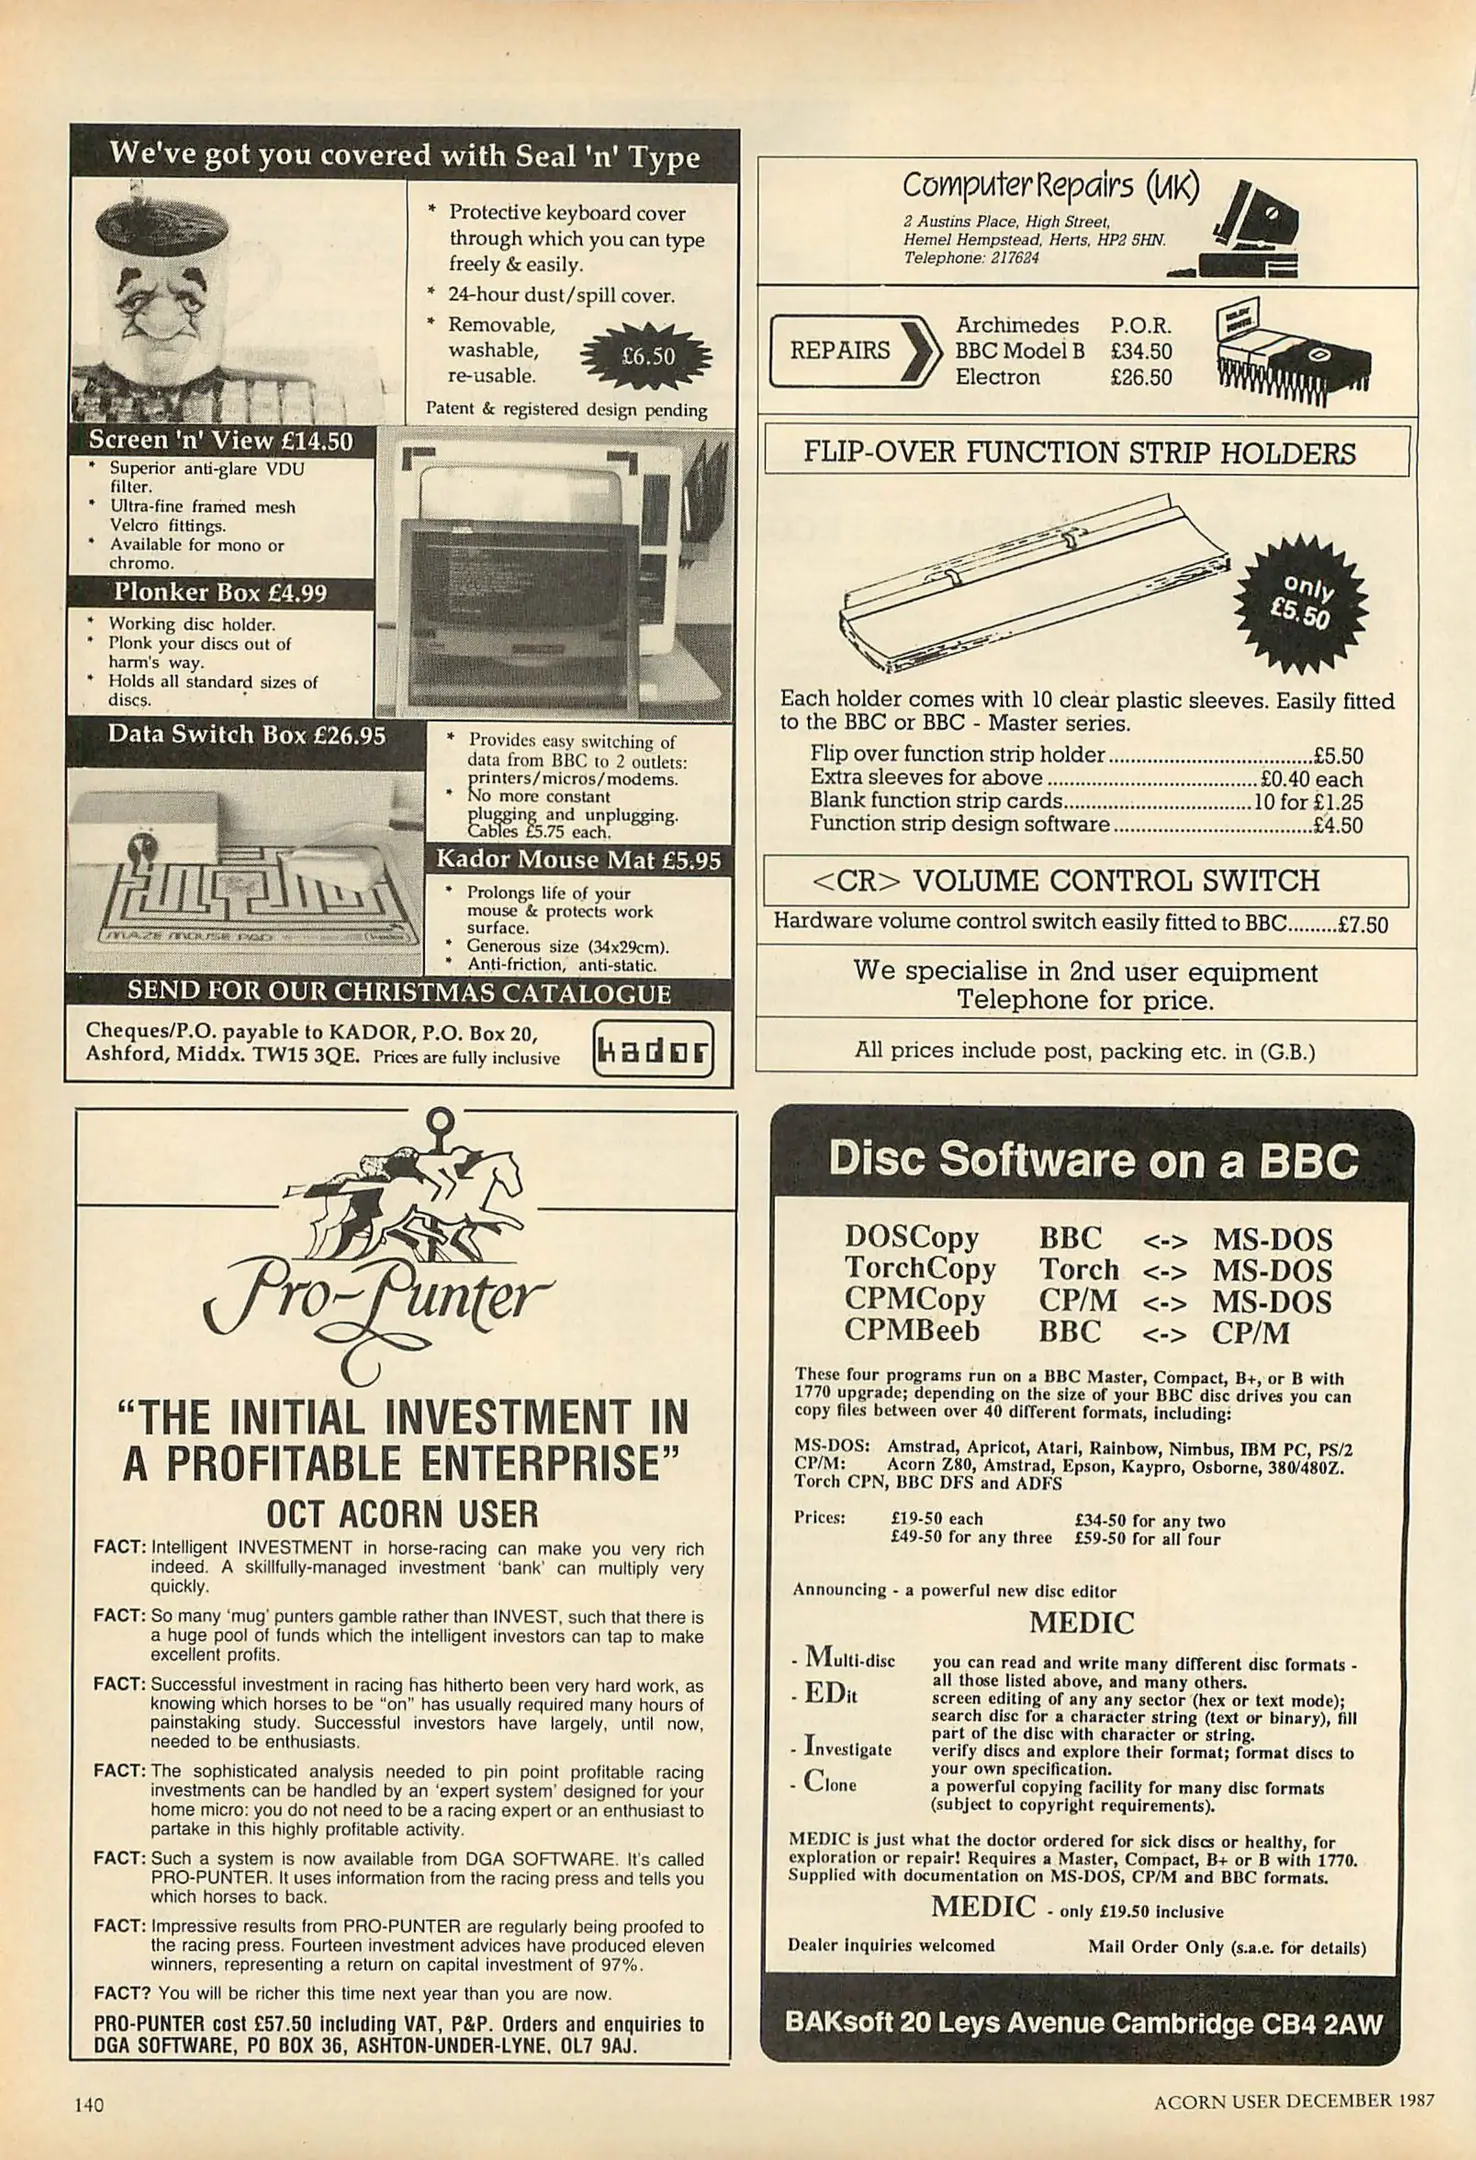 We've got you covered with Seal 'n' Type
* Protective keyboard cover
through which you can type
freely & easily.
* 24-hour dust/spill cover.
* Removable,
washable,
re-usable.
£6.50
Patent & registered design pending
Screen 'n' View £14.50
* Superior anti-glare VDU
filter.
* Ultra-fine framed mesh
Velcro fittings.
* Available for mono or
chromo.
Plonker Box £4.99
* Working disc holder.
* Plonk your discs out of
harm's way.
* Holds all standard sizes of
discs.
Data Switch Box £26.95
* Provides easy switching of
data from BBC to 2 outlets:
printers/micros/modems.
* No more constant
plugging and unplugging.
Cables £5.75 each.
Kador Mouse Mat £5.95
* Prolongs life of your
mouse & protects work
surface.
* Generous size (34x29cm).
* Anti-friction, anti-static.
MAZE MOUSE PAD
SEND FOR OUR CHRISTMAS CATALOGUE
Cheques/P.O. payable to KADOR, P.O. Box 20,
Ashford, Middx. TW15 3QE. Prices are fully inclusive
kador
Computer Repairs (UK)
2 Austins Place, High Street,
Hemel Hempstead, Herts, HP2 5HN.
Telephone: 217624
REPAIRS
Archimedes P.O.R.
BBC Model B £34.50
Electron £26.50
FLIP-OVER FUNCTION STRIP HOLDERS
only
£5.50
Each holder comes with 10 clear plastic sleeves. Easily fitted
to the BBC or BBC - Master series.
Flip over function strip holder.....................................£5.50
Extra sleeves for above......................................£0.40 each
Blank function strip cards..................................10 for £1.25
Function strip design software....................................£4.50
<CR> VOLUME CONTROL SWITCH
Hardware volume control switch easily fitted to BBC.........£7.50
We specialise in 2nd user equipment
Telephone for price.
All prices include post, packing etc. in (G.B.)
Pro-Punter
“THE INITIAL INVESTMENT IN
A PROFITABLE ENTERPRISE”
OCT ACORN USER
FACT: Intelligent INVESTMENT in horse-racing can make you very rich
indeed. A skillfully-managed investment ‘bank’ can multiply very
quickly.
FACT: So many ‘mug’ punters gamble rather than INVEST, such that there is
a huge pool of funds which the intelligent investors can tap to make
excellent profits.
FACT: Successful investment in racing has hitherto been very hard work, as
knowing which horses to be “on” has usually required many hours of
painstaking study. Successful investors have largely, until now,
needed to be enthusiasts.
FACT: The sophisticated analysis needed to pin point profitable racing
investments can be handled by an ‘expert system’ designed for your
home micro: you do not need to be a racing expert or an enthusiast to
partake in this highly profitable activity.
FACT: Such a system is now available from DGA SOFTWARE. It's called
PRO-PUNTER. It uses information from the racing press and tells you
which horses to back.
FACT: Impressive results from PRO-PUNTER are regularly being proofed to
the racing press. Fourteen investment advices have produced eleven
winners, representing a return on capital investment of 97%.
FACT? You will be richer this time next year than you are now.
PRO-PUNTER cost £57.50 including VAT, P&P. Orders and enquiries to
DGA SOFTWARE, PO BOX 36, ASHTON-UNDER-LYNE, OL7 9AJ.
Disc Software on a BBC
DOSCopy BBC <-> MS-DOS
TorchCopy Torch <-> MS-DOS
CPMCopy CP/M <-> MS-DOS
CPMBeeb BBC <-> CP/M
These four programs run on a BBC Master, Compact, B+, or B with
1770 upgrade; depending on the size of your BBC disc drives you can
copy files between over 40 different formats, including:
MS-DOS: Amstrad, Apricot, Atari, Rainbow, Nimbus, IBM PC, PS/2
CP/M: Acorn Z80, Amstrad, Epson, Kaypro, Osborne, 380/480Z.
Torch CPN, BBC DFS and ADFS
Prices: £19-50 each £34-50 for any two
£49-50 for any three £59-50 for all four
Announcing - a powerful new disc editor
MEDIC
- Multi-disc you can read and write many different disc formats -
all those listed above, and many others.
- EDit screen editing of any any sector (hex or text mode);
search disc for a character string (text or binary), fill
part of the disc with character or string.
- Investigate verify discs and explore their format; format discs to
your own specification.
- Clone a powerful copying facility for many disc formats
(subject to copyright requirements).
MEDIC is just what the doctor ordered for sick discs or healthy, for
exploration or repair! Requires a Master, Compact, B+ or B with 1770.
Supplied with documentation on MS-DOS, CP/M and BBC formats.
MEDIC - only £19.50 inclusive
Dealer inquiries welcomed Mail Order Only (s.a.e. for details)
BAKsoft 20 Leys Avenue Cambridge CB4 2AW
140
ACORN USER DECEMBER 1987